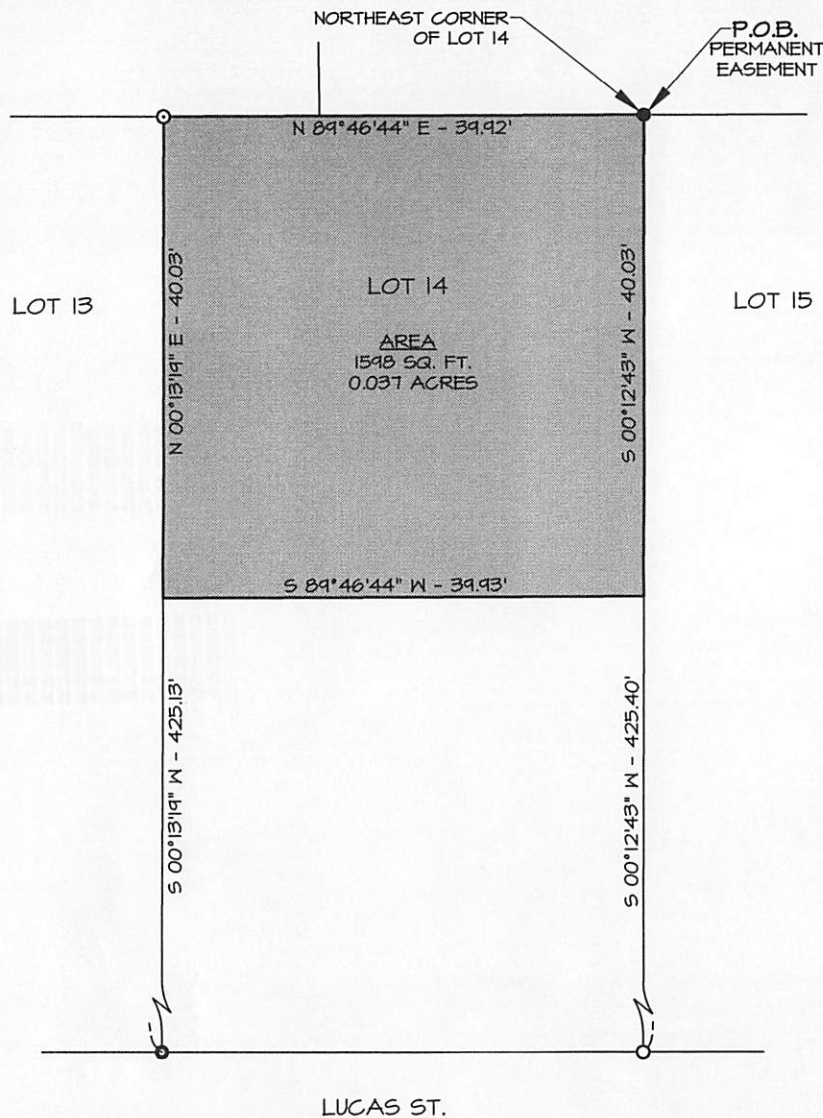 NORTHEAST CORNER
OF LOT 14
P.O.B.
PERMANENT
EASEMENT
N 89°46'44" E - 39.92'
LOT 13
N 00°13'19" E - 40.03'
LOT 14
AREA
1598 SQ. FT.
0.037 ACRES
S 00°12'43" W - 40.03'
LOT 15
S 89°46'44" W - 39.93'
S 00°13'19" W - 425.13'
S 00°12'43" W - 425.40'
LUCAS ST.